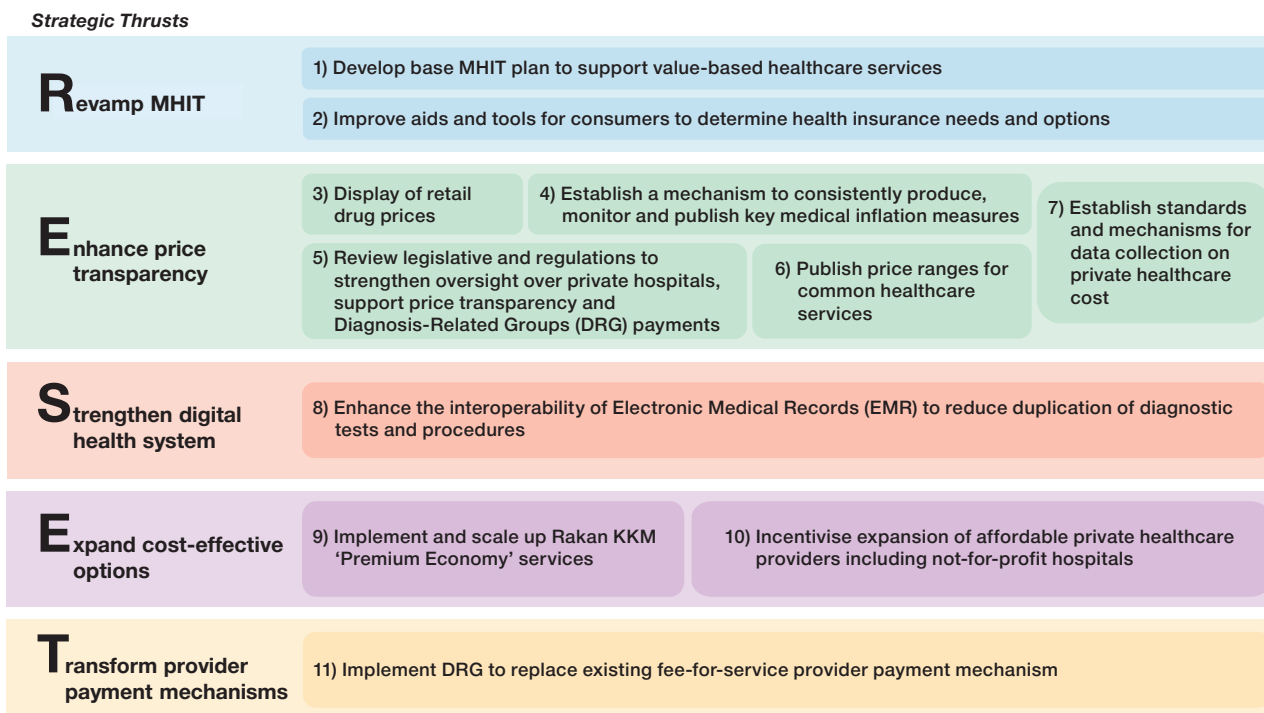 Strategic Thrusts
Revamp MHIT
1) Develop base MHIT plan to support value-based healthcare services
2) Improve aids and tools for consumers to determine health insurance needs and options
Enhance price
transparency
3) Display of retail
drug prices
4) Establish a mechanism to consistently produce,
monitor and publish key medical inflation measures
5) Review legislative and regulations to
strengthen oversight over private hospitals,
support price transparency and
Diagnosis-Related Groups (DRG) payments
6) Publish price ranges for
common healthcare
services
7) Establish standards
and mechanisms for
data collection on
private healthcare
cost
Strengthen digital
health system
8) Enhance the interoperability of Electronic Medical Records (EMR) to reduce duplication of diagnostic
tests and procedures
Expand cost-effective
options
9) Implement and scale up Rakan KKM
‘Premium Economy’ services
10) Incentivise expansion of affordable private healthcare
providers including not-for-profit hospitals
Transform provider
payment mechanisms
11) Implement DRG to replace existing fee-for-service provider payment mechanism